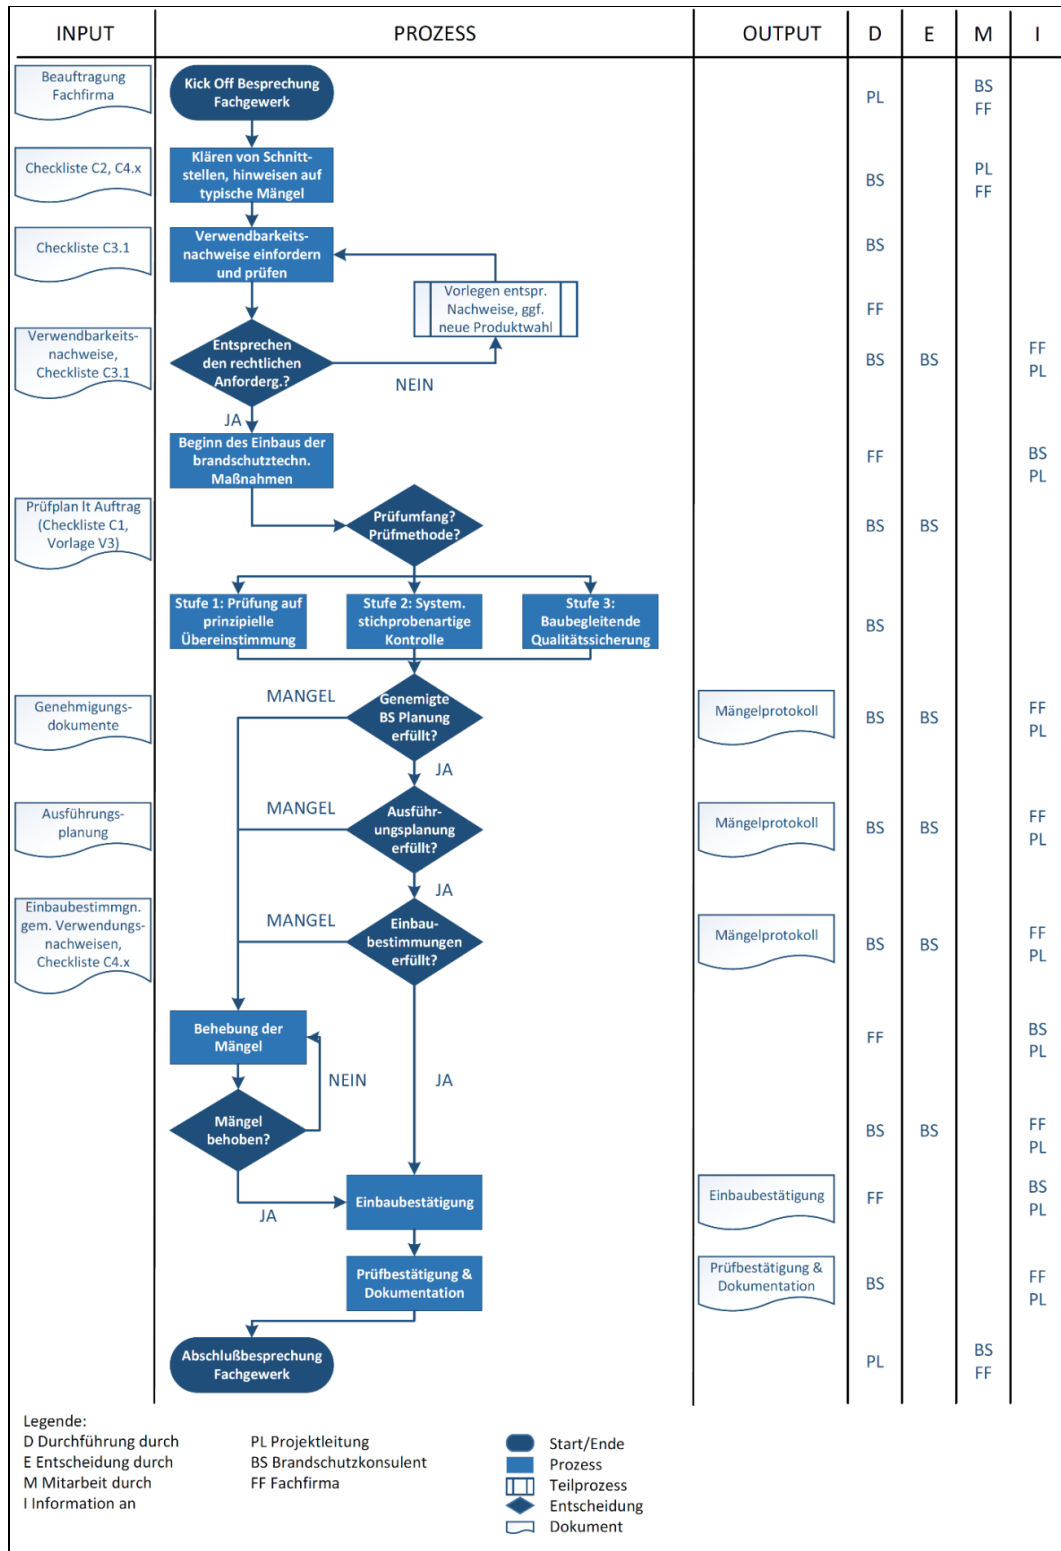 INPUT PROZESS OUTPUT D E M I
Beauftragung
Fachfirma
Kick Off Besprechung
Fachgewerk
PL
BS
FF
Checkliste C2, C4.x
Klären von Schnitt-
stellen, hinweisen auf
typische Mängel
BS
PL
FF
Checkliste C3.1
Verwendbarkeits-
nachweise einfordern
und prüfen
BS
Vorlegen entspr.
Nachweise, ggf.
neue Produktwahl
FF
Verwendbarkeits-
nachweise,
Checkliste C3.1
Entsprechen
den rechtlichen
Anforderg.?
NEIN
BS
BS
FF
PL
JA
Beginn des Einbaus der
brandschutztechn.
Maßnahmen
FF
BS
PL
Prüfplan lt Auftrag
(Checkliste C1,
Vorlage V3)
Prüfumfang?
Prüfmethode?
BS
BS
Stufe 1: Prüfung auf
prinzipielle
Übereinstimmung
Stufe 2: System.
stichprobenartige
Kontrolle
Stufe 3:
Baubegleitende
Qualitätssicherung
BS
Genehmigungs-
dokumente
MANGEL
Genemigte
BS Planung
erfüllt?
Mängelprotokoll
BS
BS
FF
PL
JA
Ausführungs-
planung
MANGEL
Ausführ-
ungsplanung
erfüllt?
Mängelprotokoll
BS
BS
FF
PL
JA
Einbaubestimmgn.
gem. Verwendungs-
nachweisen,
Checkliste C4.x
MANGEL
Einbau-
bestimmungen
erfüllt?
Mängelprotokoll
BS
BS
FF
PL
Behebung der
Mängel
FF
BS
PL
NEIN
JA
Mängel
behoben?
BS
BS
FF
PL
JA
Einbaubestätigung
Einbaubestätigung
FF
BS
PL
Prüfbestätigung &
Dokumentation
Prüfbestätigung &
Dokumentation
BS
FF
PL
Abschlußbesprechung
Fachgewerk
PL
BS
FF
Legende:
D Durchführung durch
E Entscheidung durch
M Mitarbeit durch
I Information an
PL Projektleitung
BS Brandschutzkonsulent
FF Fachfirma
Start/Ende
Prozess
Teilprozess
Entscheidung
Dokument